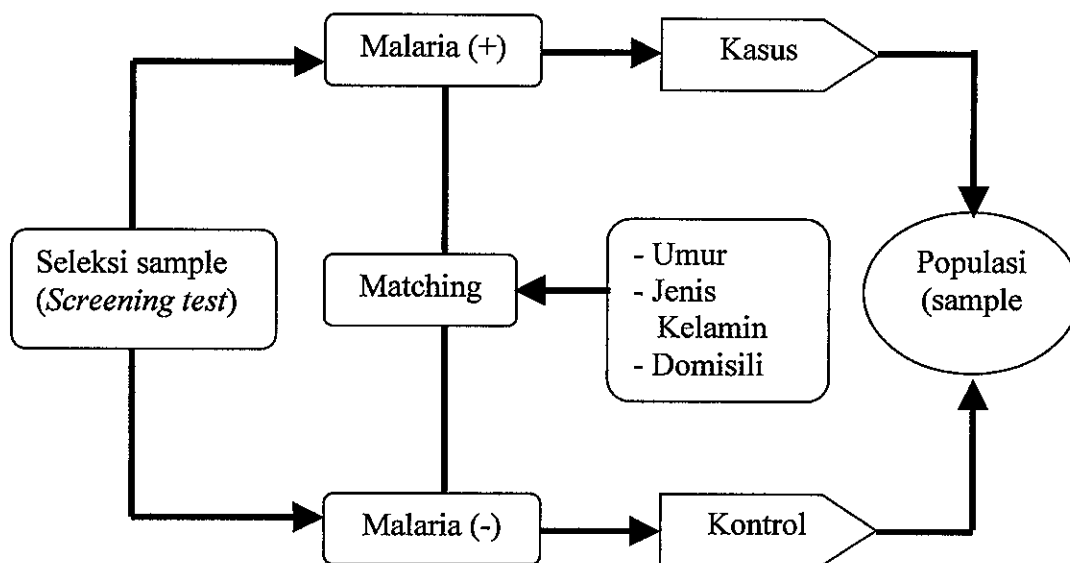 Malaria (+)
Kasus
Seleksi sample
(Screening test)
Matching
- Umur
- Jenis
Kelamin
- Domisili
Populasi
(sample
Malaria (-)
Kontrol